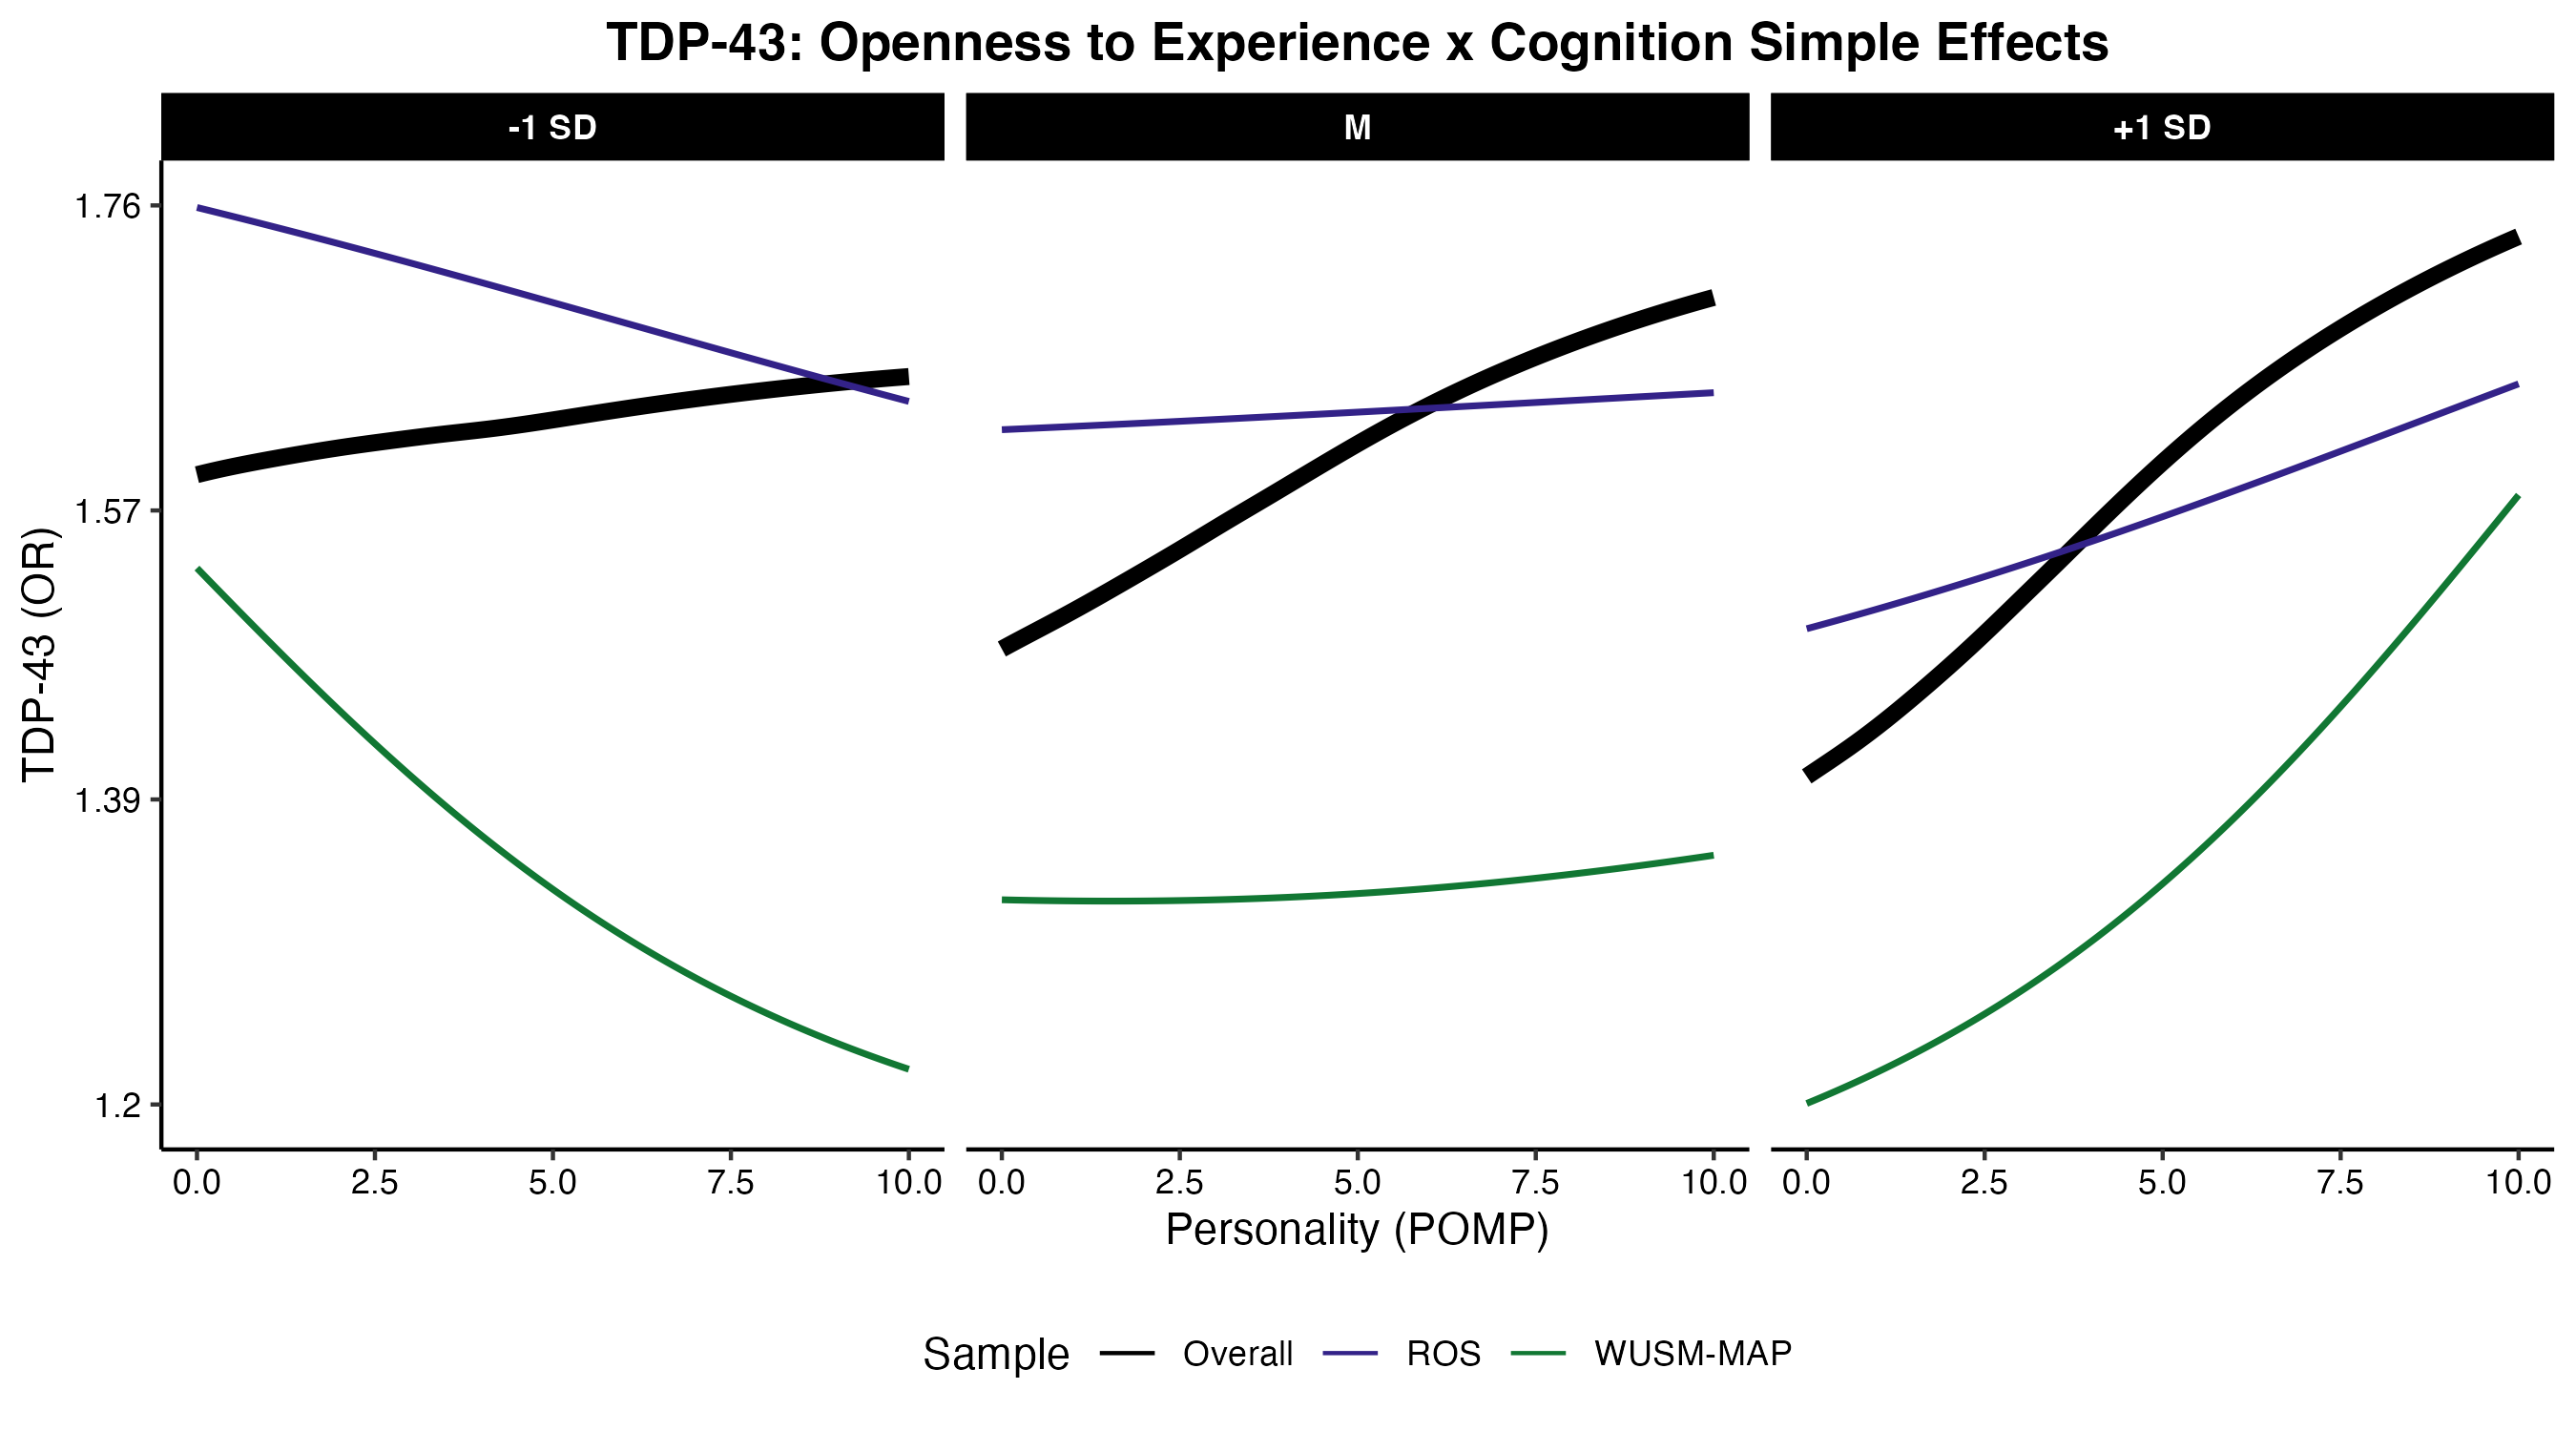 TDP-43: Openness to Experience x Cognition Simple Effects
-1 SD M +1 SD
TDP-43 (OR)
1.76
1.57
1.39
1.2
0.0 2.5 5.0 7.5 10.0 0.0 2.5 5.0 7.5 10.0 0.0 2.5 5.0 7.5 10.0
Personality (POMP)
Sample Overall ROS WUSM-MAP